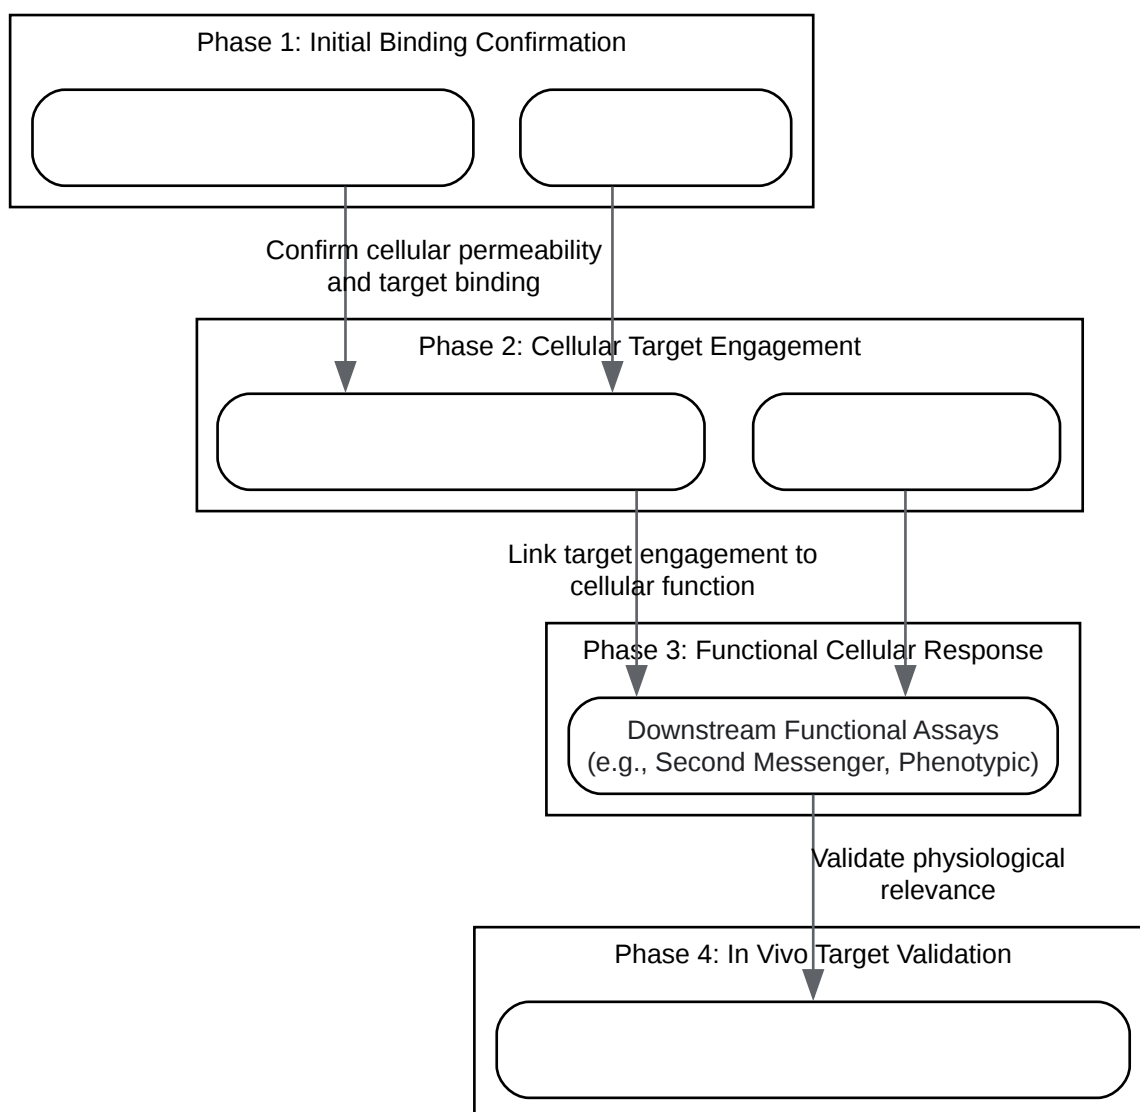 Phase 1: Initial Binding Confirmation
Confirm cellular permeability
and target binding
Phase 2: Cellular Target Engagement
Link target engagement to
cellular function
Phase 3: Functional Cellular Response
Downstream Functional Assays
(e.g., Second Messenger, Phenotypic)
Validate physiological
relevance
Phase 4: In Vivo Target Validation